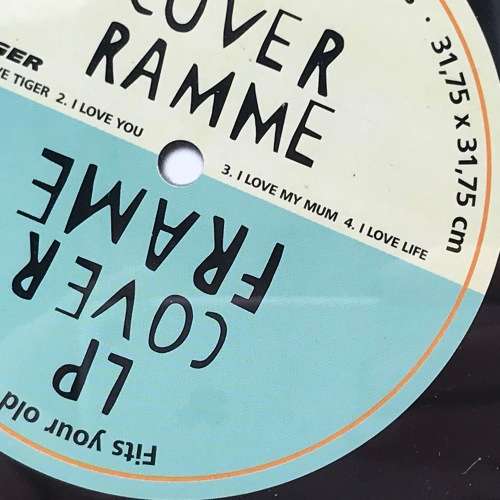 COVER
RAMME
· 31,75 x 31,75 cm
TIGER 2. I LOVE YOU
3. I LOVE MY MUM 4. I LOVE LIFE
LP
COVER
FRAME
Fits your old